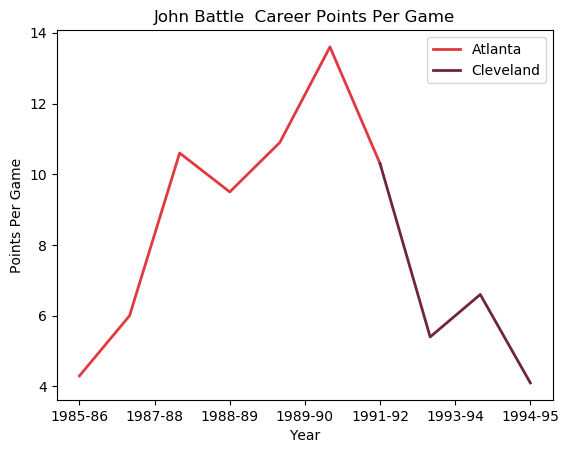 John Battle  Career Points Per Game
Atlanta
Cleveland
Points Per Game
14
12
10
8
6
4
1985-86 1987-88 1988-89 1989-90 1991-92 1993-94 1994-95
Year